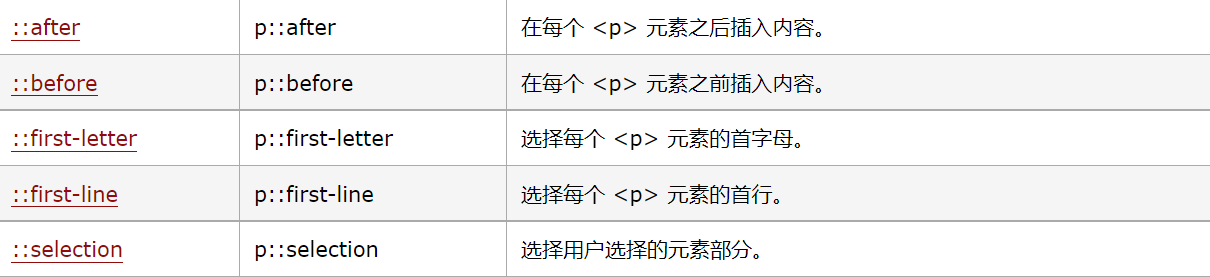 ::after p::after 在每个 <p> 元素之后插入内容。
::before p::before 在每个 <p> 元素之前插入内容。
::first-letter p::first-letter 选择每个 <p> 元素的首字母。
::first-line p::first-line 选择每个 <p> 元素的首行。
::selection p::selection 选择用户选择的元素部分。